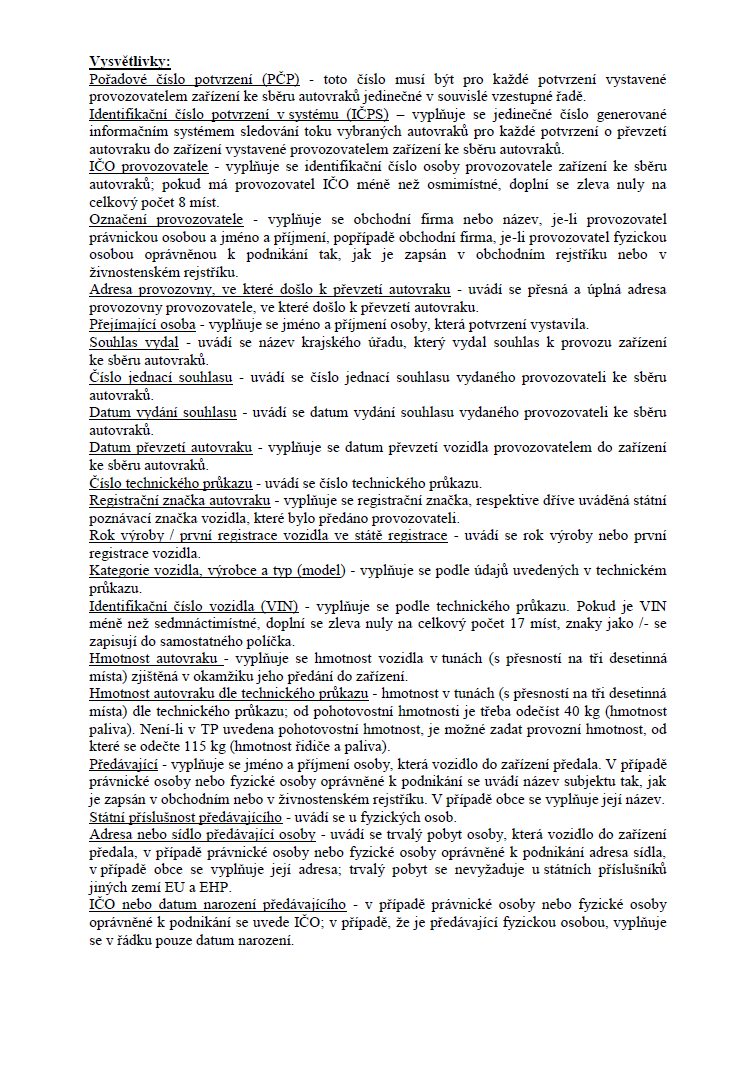 Vysvětlivky:
Pořadové číslo potvrzení (PČP) - toto číslo musí být pro každé potvrzení vystavené
provozovatelem zařízení ke sběru autovraků jedinečné v souvislé vzestupné řadě.
Identifikační číslo potvrzení v systému (IČPS) – vyplňuje se jedinečné číslo generované
informačním systémem sledování toku vybraných autovraků pro každé potvrzení o převzetí
autovraku do zařízení vystavené provozovatelem zařízení ke sběru autovraků.
IČO provozovatele - vyplňuje se identifikační číslo osoby provozovatele zařízení ke sběru
autovraků; pokud má provozovatel IČO méně než osmimístné, doplní se zleva nuly na
celkový počet 8 míst.
Označení provozovatele - vyplňuje se obchodní firma nebo název, je-li provozovatel
právnickou osobou a jméno a příjmení, popřípadě obchodní firma, je-li provozovatel fyzickou
osobou oprávněnou k podnikání tak, jak je zapsán v obchodním rejstříku nebo v
živnostenském rejstříku.
Adresa provozovny, ve které došlo k převzetí autovraku - uvádí se přesná a úplná adresa
provozovny provozovatele, ve které došlo k převzetí autovraku.
Přejímající osoba - vyplňuje se jméno a příjmení osoby, která potvrzení vystavila.
Souhlas vydal - uvádí se název krajského úřadu, který vydal souhlas k provozu zařízení
ke sběru autovraků.
Číslo jednací souhlasu - uvádí se číslo jednací souhlasu vydaného provozovateli ke sběru
autovraků.
Datum vydání souhlasu - uvádí se datum vydání souhlasu vydaného provozovateli ke sběru
autovraků.
Datum převzetí autovraku - vyplňuje se datum převzetí vozidla provozovatelem do zařízení
ke sběru autovraků.
Číslo technického průkazu - uvádí se číslo technického průkazu.
Registrační značka autovraku - vyplňuje se registrační značka, respektive dříve uváděná státní
poznávací značka vozidla, které bylo předáno provozovateli.
Rok výroby / první registrace vozidla ve státě registrace - uvádí se rok výroby nebo první
registrace vozidla.
Kategorie vozidla, výrobce a typ (model) - vyplňuje se podle údajů uvedených v technickém
průkazu.
Identifikační číslo vozidla (VIN) - vyplňuje se podle technického průkazu. Pokud je VIN
méně než sedmnáctimístné, doplní se zleva nuly na celkový počet 17 míst, znaky jako /- se
zapisují do samostatného políčka.
Hmotnost autovraku - vyplňuje se hmotnost vozidla v tunách (s přesností na tři desetinná
místa) zjištěná v okamžiku jeho předání do zařízení.
Hmotnost autovraku dle technického průkazu - hmotnost v tunách (s přesností na tři desetinná
místa) dle technického průkazu; od pohotovostní hmotnosti je třeba odečíst 40 kg (hmotnost
paliva). Není-li v TP uvedena pohotovostní hmotnost, je možné zadat provozní hmotnost, od
které se odečte 115 kg (hmotnost řidiče a paliva).
Předávající - vyplňuje se jméno a příjmení osoby, která vozidlo do zařízení předala. V případě
právnické osoby nebo fyzické osoby oprávněné k podnikání se uvádí název subjektu tak, jak
je zapsán v obchodním nebo v živnostenském rejstříku. V případě obce se vyplňuje její název.
Státní příslušnost předávajícího - uvádí se u fyzických osob.
Adresa nebo sídlo předávající osoby - uvádí se trvalý pobyt osoby, která vozidlo do zařízení
předala, v případě právnické osoby nebo fyzické osoby oprávněné k podnikání adresa sídla,
v případě obce se vyplňuje její adresa; trvalý pobyt se nevyžaduje u státních příslušníků
jiných zemí EU a EHP.
IČO nebo datum narození předávajícího - v případě právnické osoby nebo fyzické osoby
oprávněné k podnikání se uvede IČO; v případě, že je předávající fyzickou osobou, vyplňuje
se v řádku pouze datum narození.